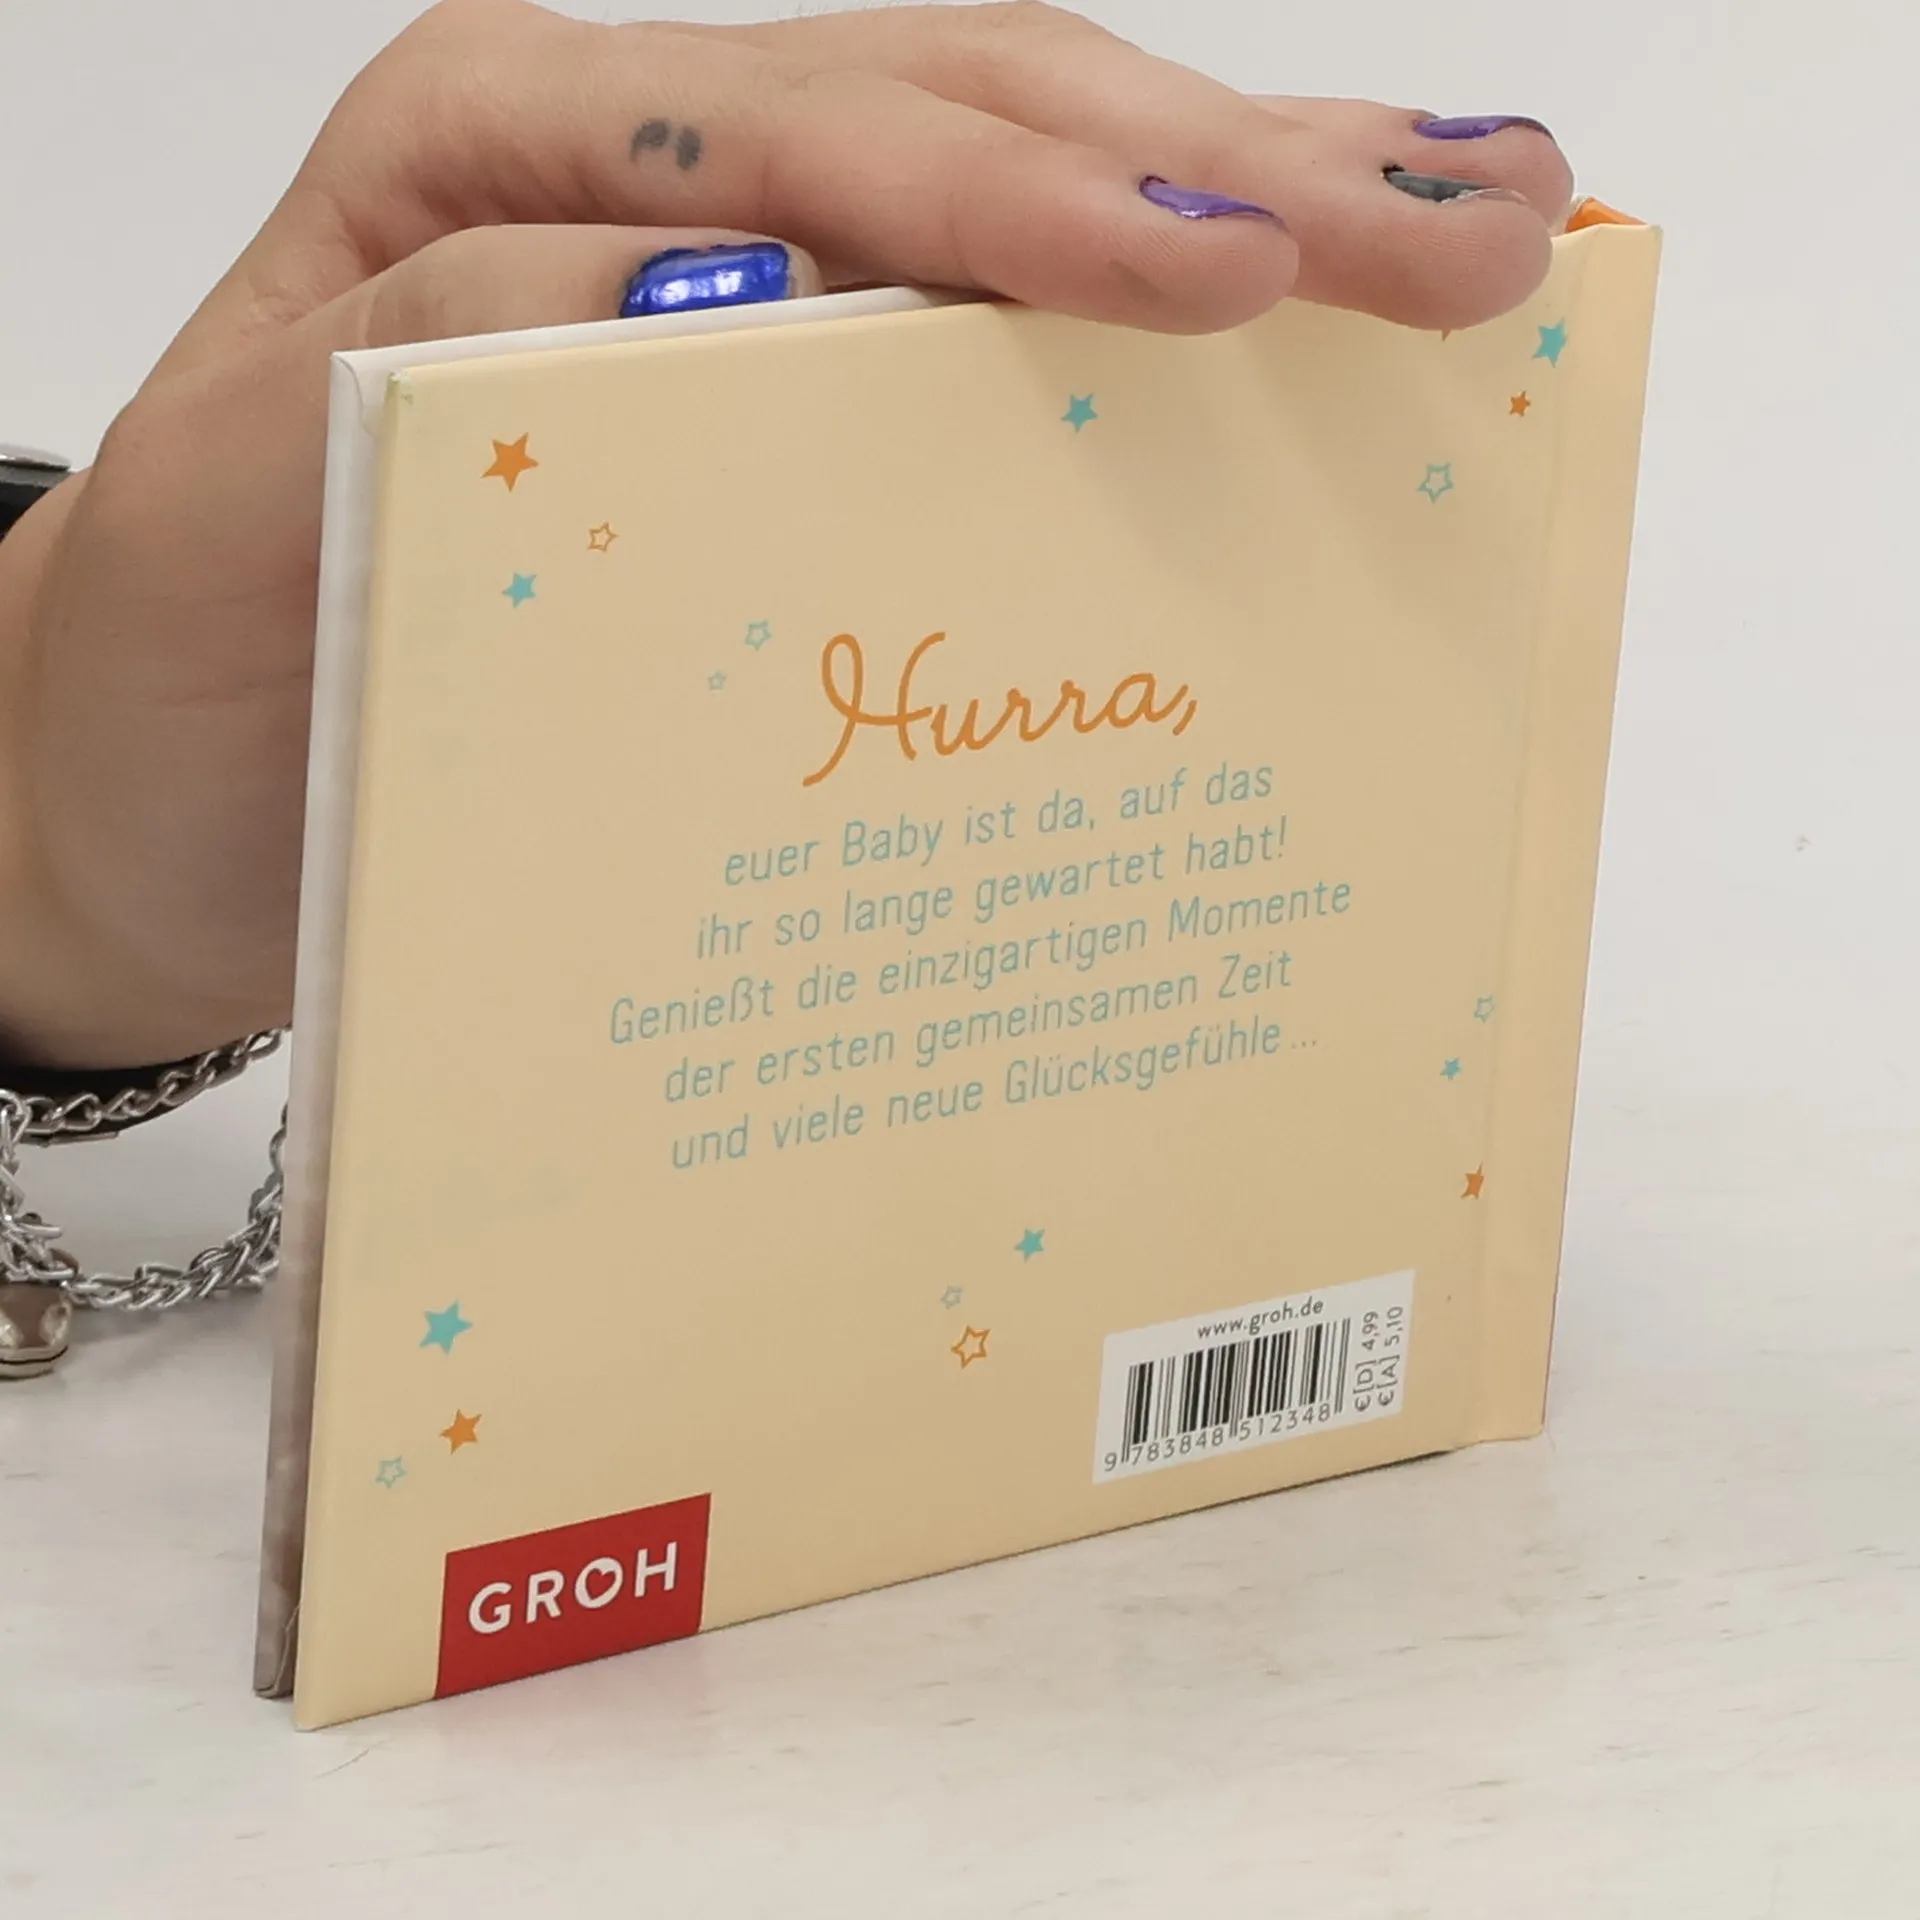 Hurra,
euer Baby ist da, auf das
ihr so lange gewartet habt!
Genießt die einzigartigen Momente
der ersten gemeinsamen Zeit
und viele neue Glücksgefühle...
www.groh.de
9 783848 512348
€[D] 4,99
€[A] 5,10
GROH